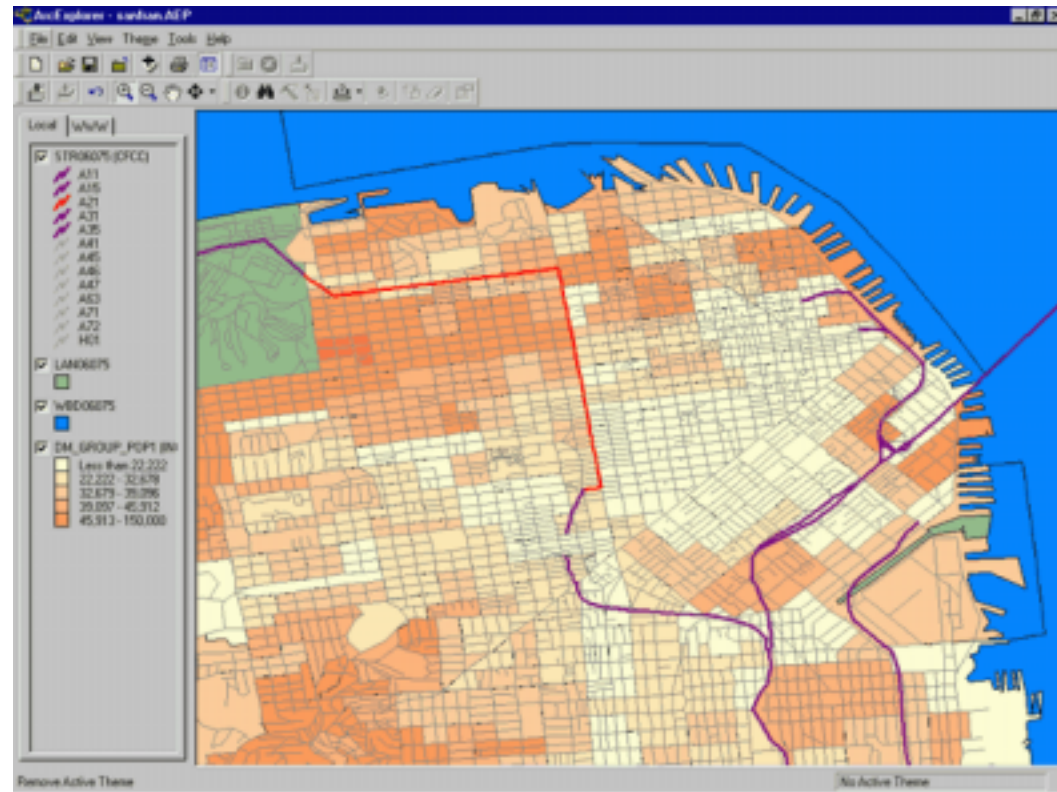 ArcExplorer - sanfran.AEP
File Edit View Theme Tools Help
Local WWW
STR06075 (CFCC)
A11
A15
A21
A31
A35
A41
A45
A46
A47
A63
A71
A72
H01
LAN06075
WBD06075
DM_GROUP_POP1 (IN
Less than 22,222
22,222 - 32,678
32,679 - 39,096
39,097 - 45,912
45,913 - 150,000
Remove Active Theme
No Active Theme